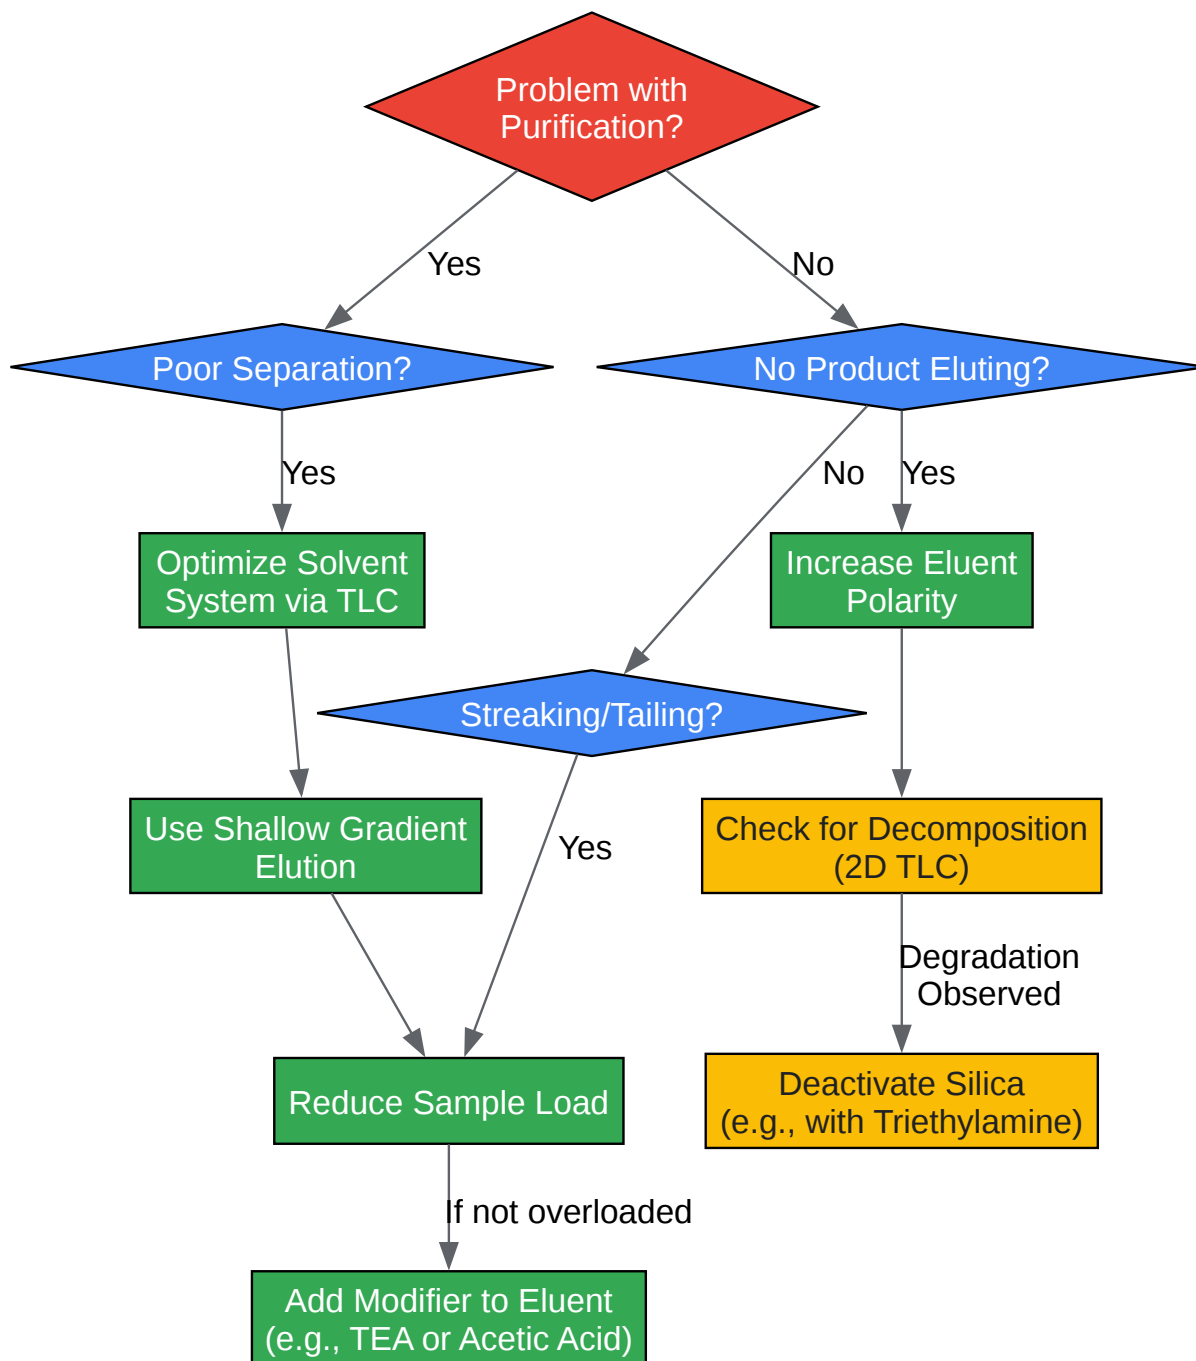 Problem with
Purification?
Yes
No
Poor Separation?
No Product Eluting?
Yes
No
Yes
Optimize Solvent
System via TLC
Increase Eluent
Polarity
Streaking/Tailing?
Use Shallow Gradient
Elution
Yes
Check for Decomposition
(2D TLC)
Degradation
Observed
Reduce Sample Load
Deactivate Silica
(e.g., with Triethylamine)
If not overloaded
Add Modifier to Eluent
(e.g., TEA or Acetic Acid)